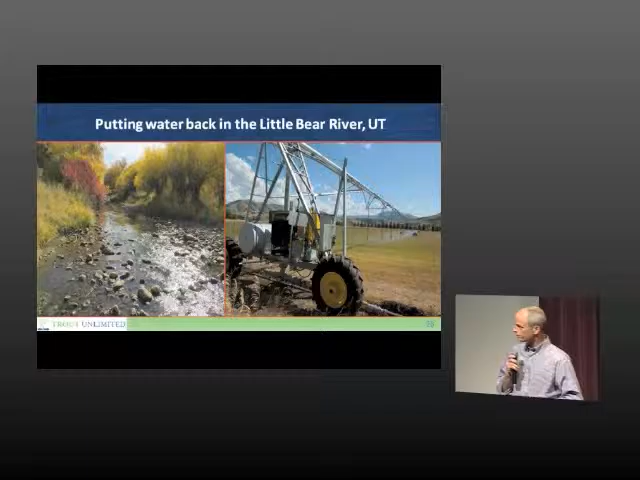 Putting water back in the Little Bear River, UT
TROUT UNLIMITED